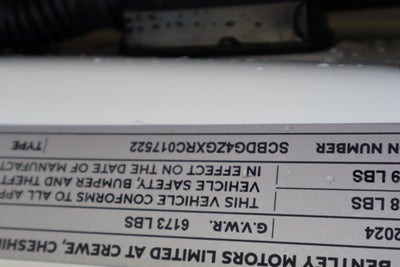 BENTLEY MOTORS LIMITED AT CREWE, CHESHIR
2024 G.V.W.R. 6173 LBS
8 LBS THIS VEHICLE CONFORMS TO ALL APP
9 LBS VEHICLE SAFETY, BUMPER, AND THEFT
IN EFFECT ON THE DATE OF MANUFACT
N NUMBER SCBDG4ZGXRC017522 TYPE